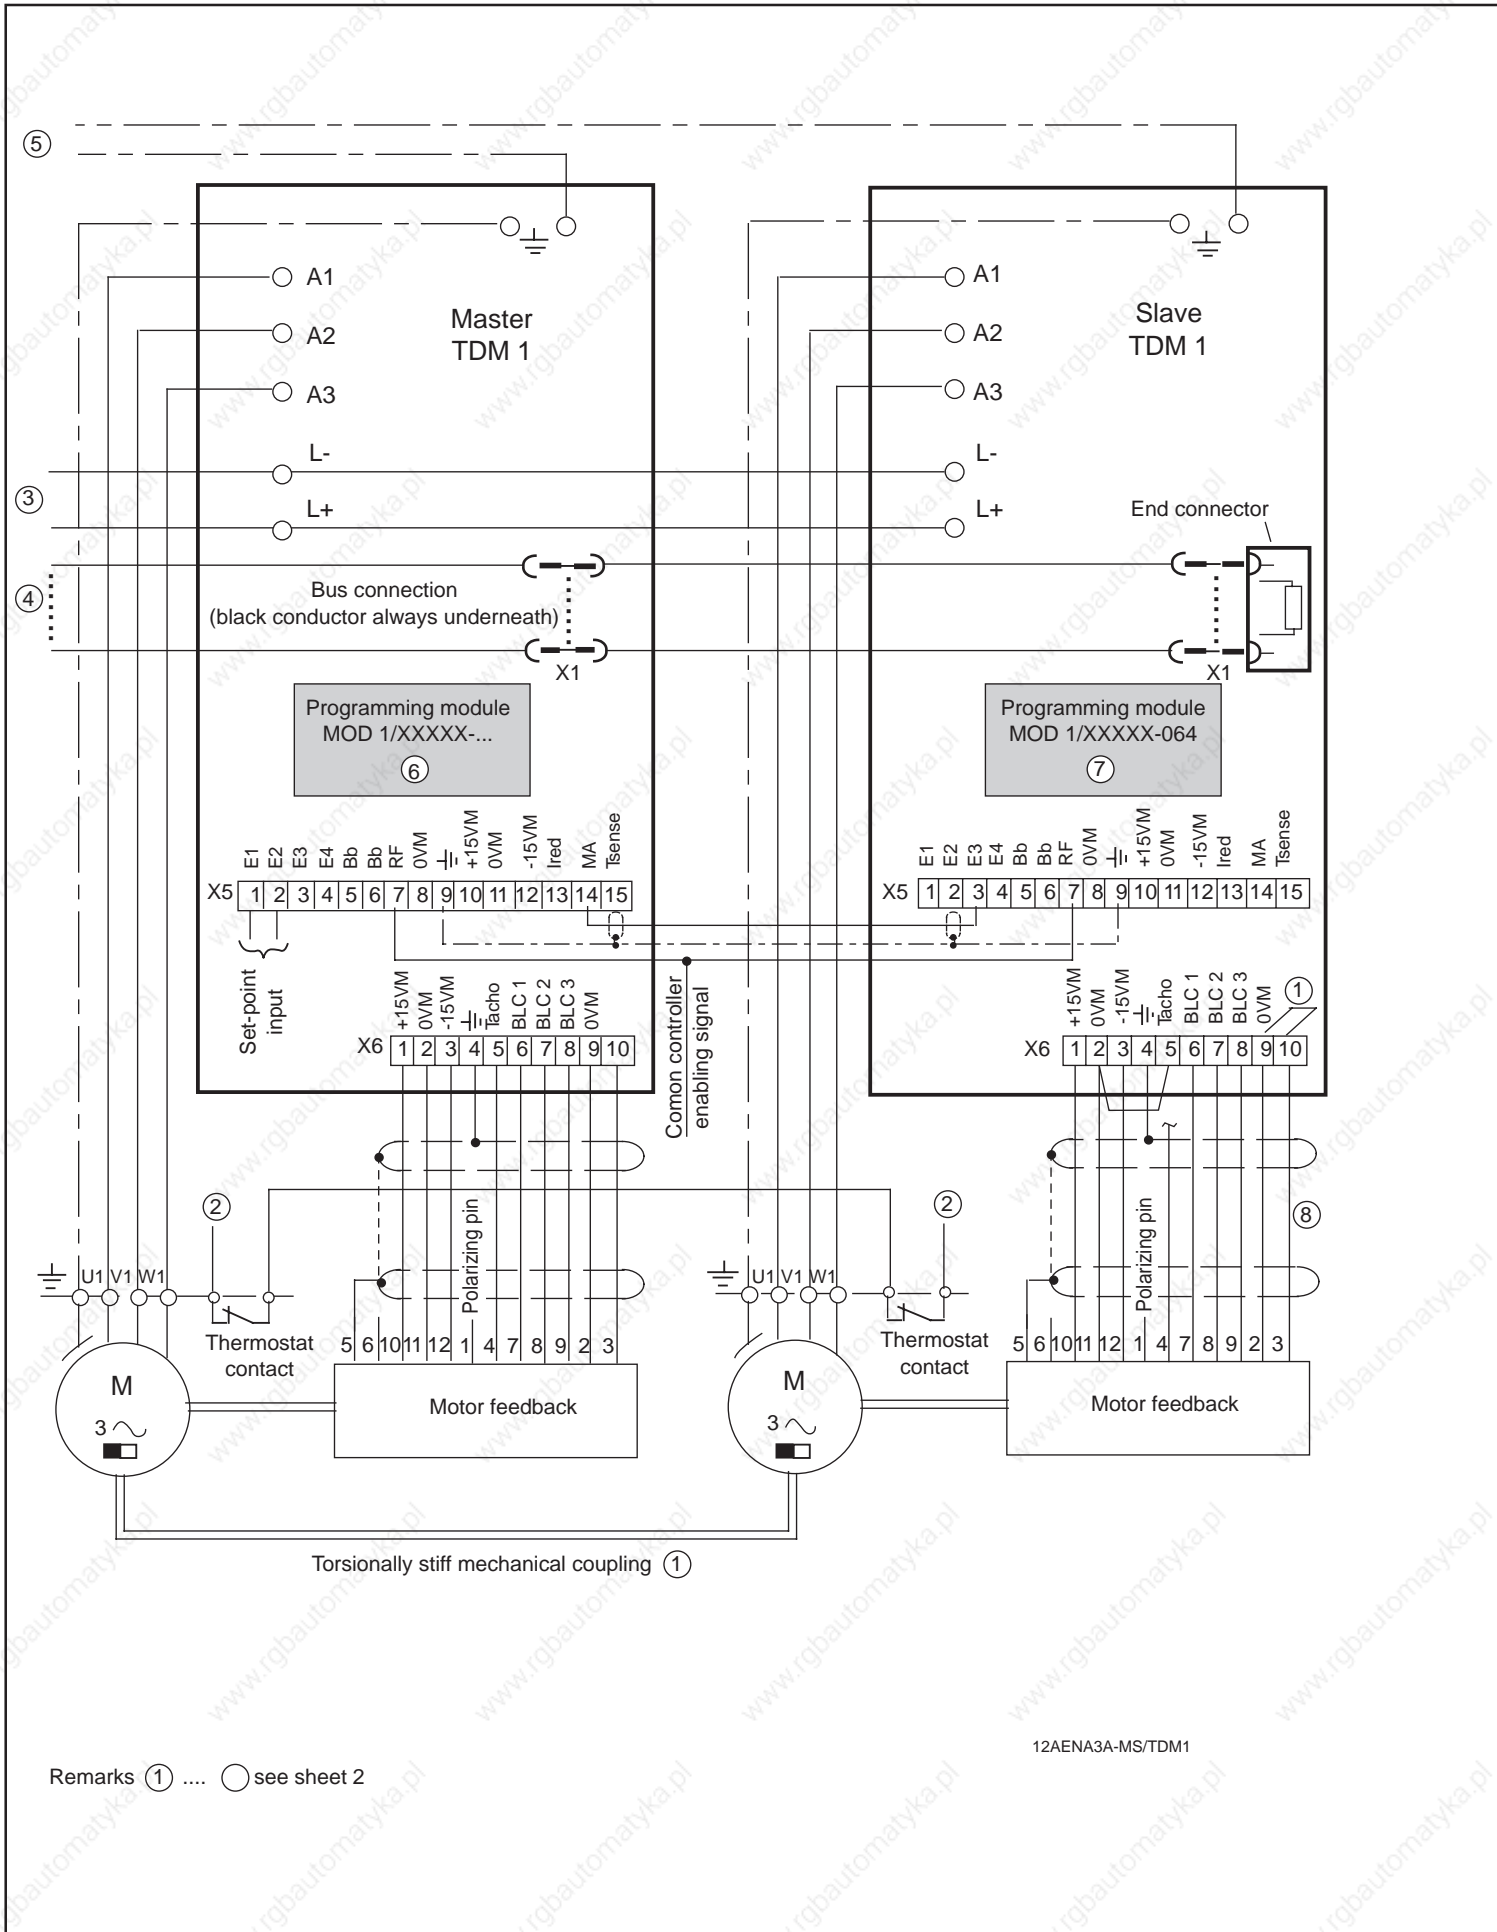 5
A1
A2
A3
Master
TDM 1
L-
L+
3
4
Bus connection
(black conductor always underneath)
X1
Programming module
MOD 1/XXXXX-...
6
A1
A2
A3
Slave
TDM 1
L-
L+
End connector
X1
Programming module
MOD 1/XXXXX-064
7
E1 E2 E3 E4 Bb Bb RF 0VM +15VM 0VM -15VM Ired MA Tsense
X5 1 2 3 4 5 6 7 8 9 10 11 12 13 14 15
E1 E2 E3 E4 Bb Bb RF 0VM +15VM 0VM -15VM Ired MA Tsense
X5 1 2 3 4 5 6 7 8 9 10 11 12 13 14 15
Set-point
input
+15VM 0VM -15VM Tacho BLC 1 BLC 2 BLC 3 0VM
X6 1 2 3 4 5 6 7 8 9 10
Comon controller
enabling signal
+15VM 0VM -15VM Tacho BLC 1 BLC 2 BLC 3 0VM
1
X6 1 2 3 4 5 6 7 8 9 10
2
Polarizing pin
2
Polarizing pin
8
U1 V1 W1
Thermostat
contact
5 6 10 11 12 1 4 7 8 9 2 3
M
3
Motor feedback
U1 V1 W1
Thermostat
contact
5 6 10 11 12 1 4 7 8 9 2 3
M
3
Motor feedback
Torsionally stiff mechanical coupling 1
12AENA3A-MS/TDM1
Remarks 1 .... see sheet 2
www.rgbautomatyka.pl